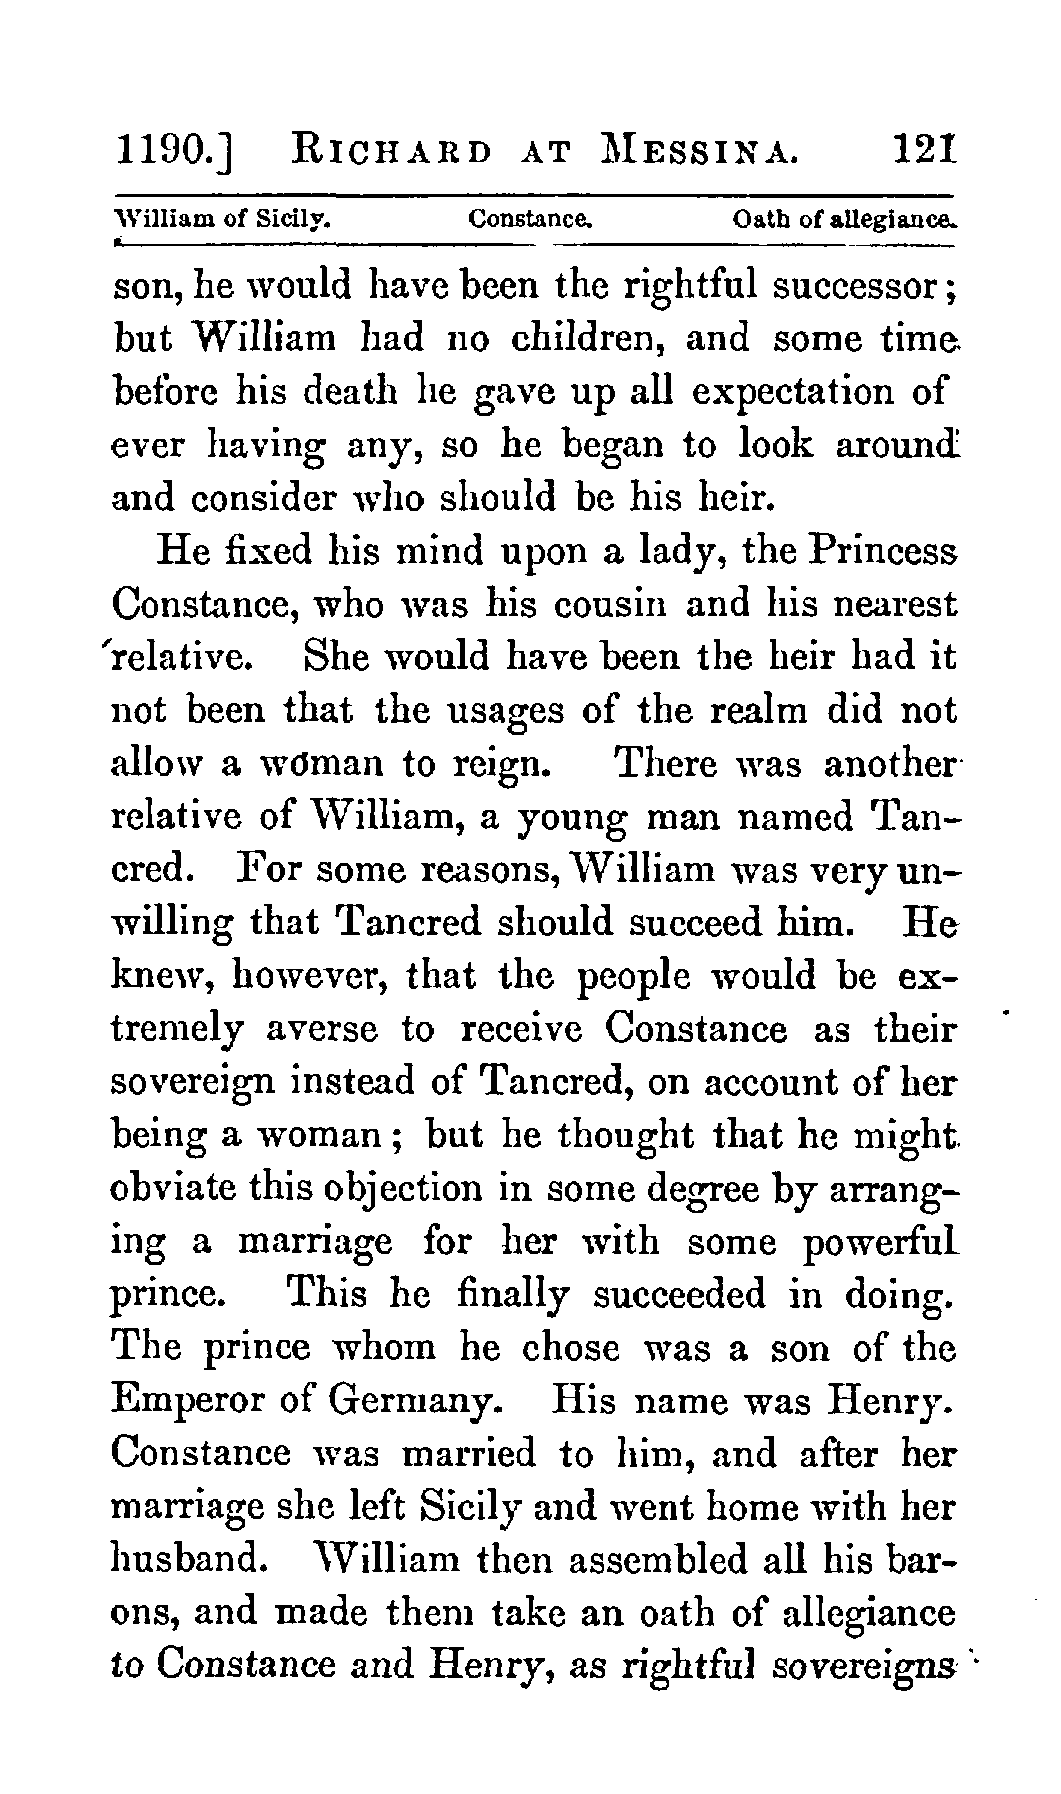 1190.] RICHARD AT MESSINA. 121
William of Sicily. Constance. Oath of allegiance.
son, he would have been the rightful successor;
but William had no children, and some time
before his death he gave up all expectation of
ever having any, so he began to look around
and consider who should be his heir.
He fixed his mind upon a lady, the Princess
Constance, who was his cousin and his nearest
relative. She would have been the heir had it
not been that the usages of the realm did not
allow a woman to reign. There was another
relative of William, a young man named Tan-
cred. For some reasons, William was very un-
willing that Tancred should succeed him. He
knew, however, that the people would be ex-
tremely averse to receive Constance as their
sovereign instead of Tancred, on account of her
being a woman; but he thought that he might
obviate this objection in some degree by arrang-
ing a marriage for her with some powerful
prince. This he finally succeeded in doing.
The prince whom he chose was a son of the
Emperor of Germany. His name was Henry.
Constance was married to him, and after her
marriage she left Sicily and went home with her
husband. William then assembled all his bar-
ons, and made them take an oath of allegiance
to Constance and Henry, as rightful sovereigns